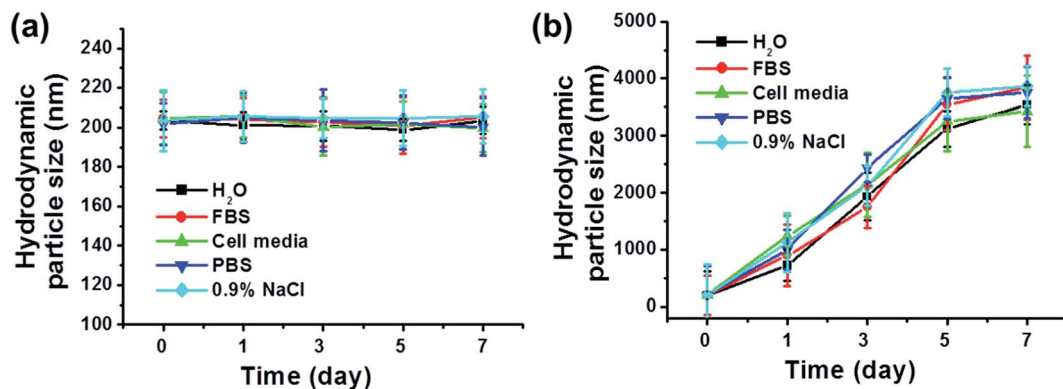 (a)
Hydrodynamic
particle size (nm)
240
220
200
180
160
140
120
100
H₂O
FBS
Cell media
PBS
0.9% NaCl
0
1
3
5
7
Time (day)
(b)
Hydrodynamic
particle size (nm)
5000
4000
3000
2000
1000
0
H₂O
FBS
Cell media
PBS
0.9% NaCl
0
1
3
5
7
Time (day)